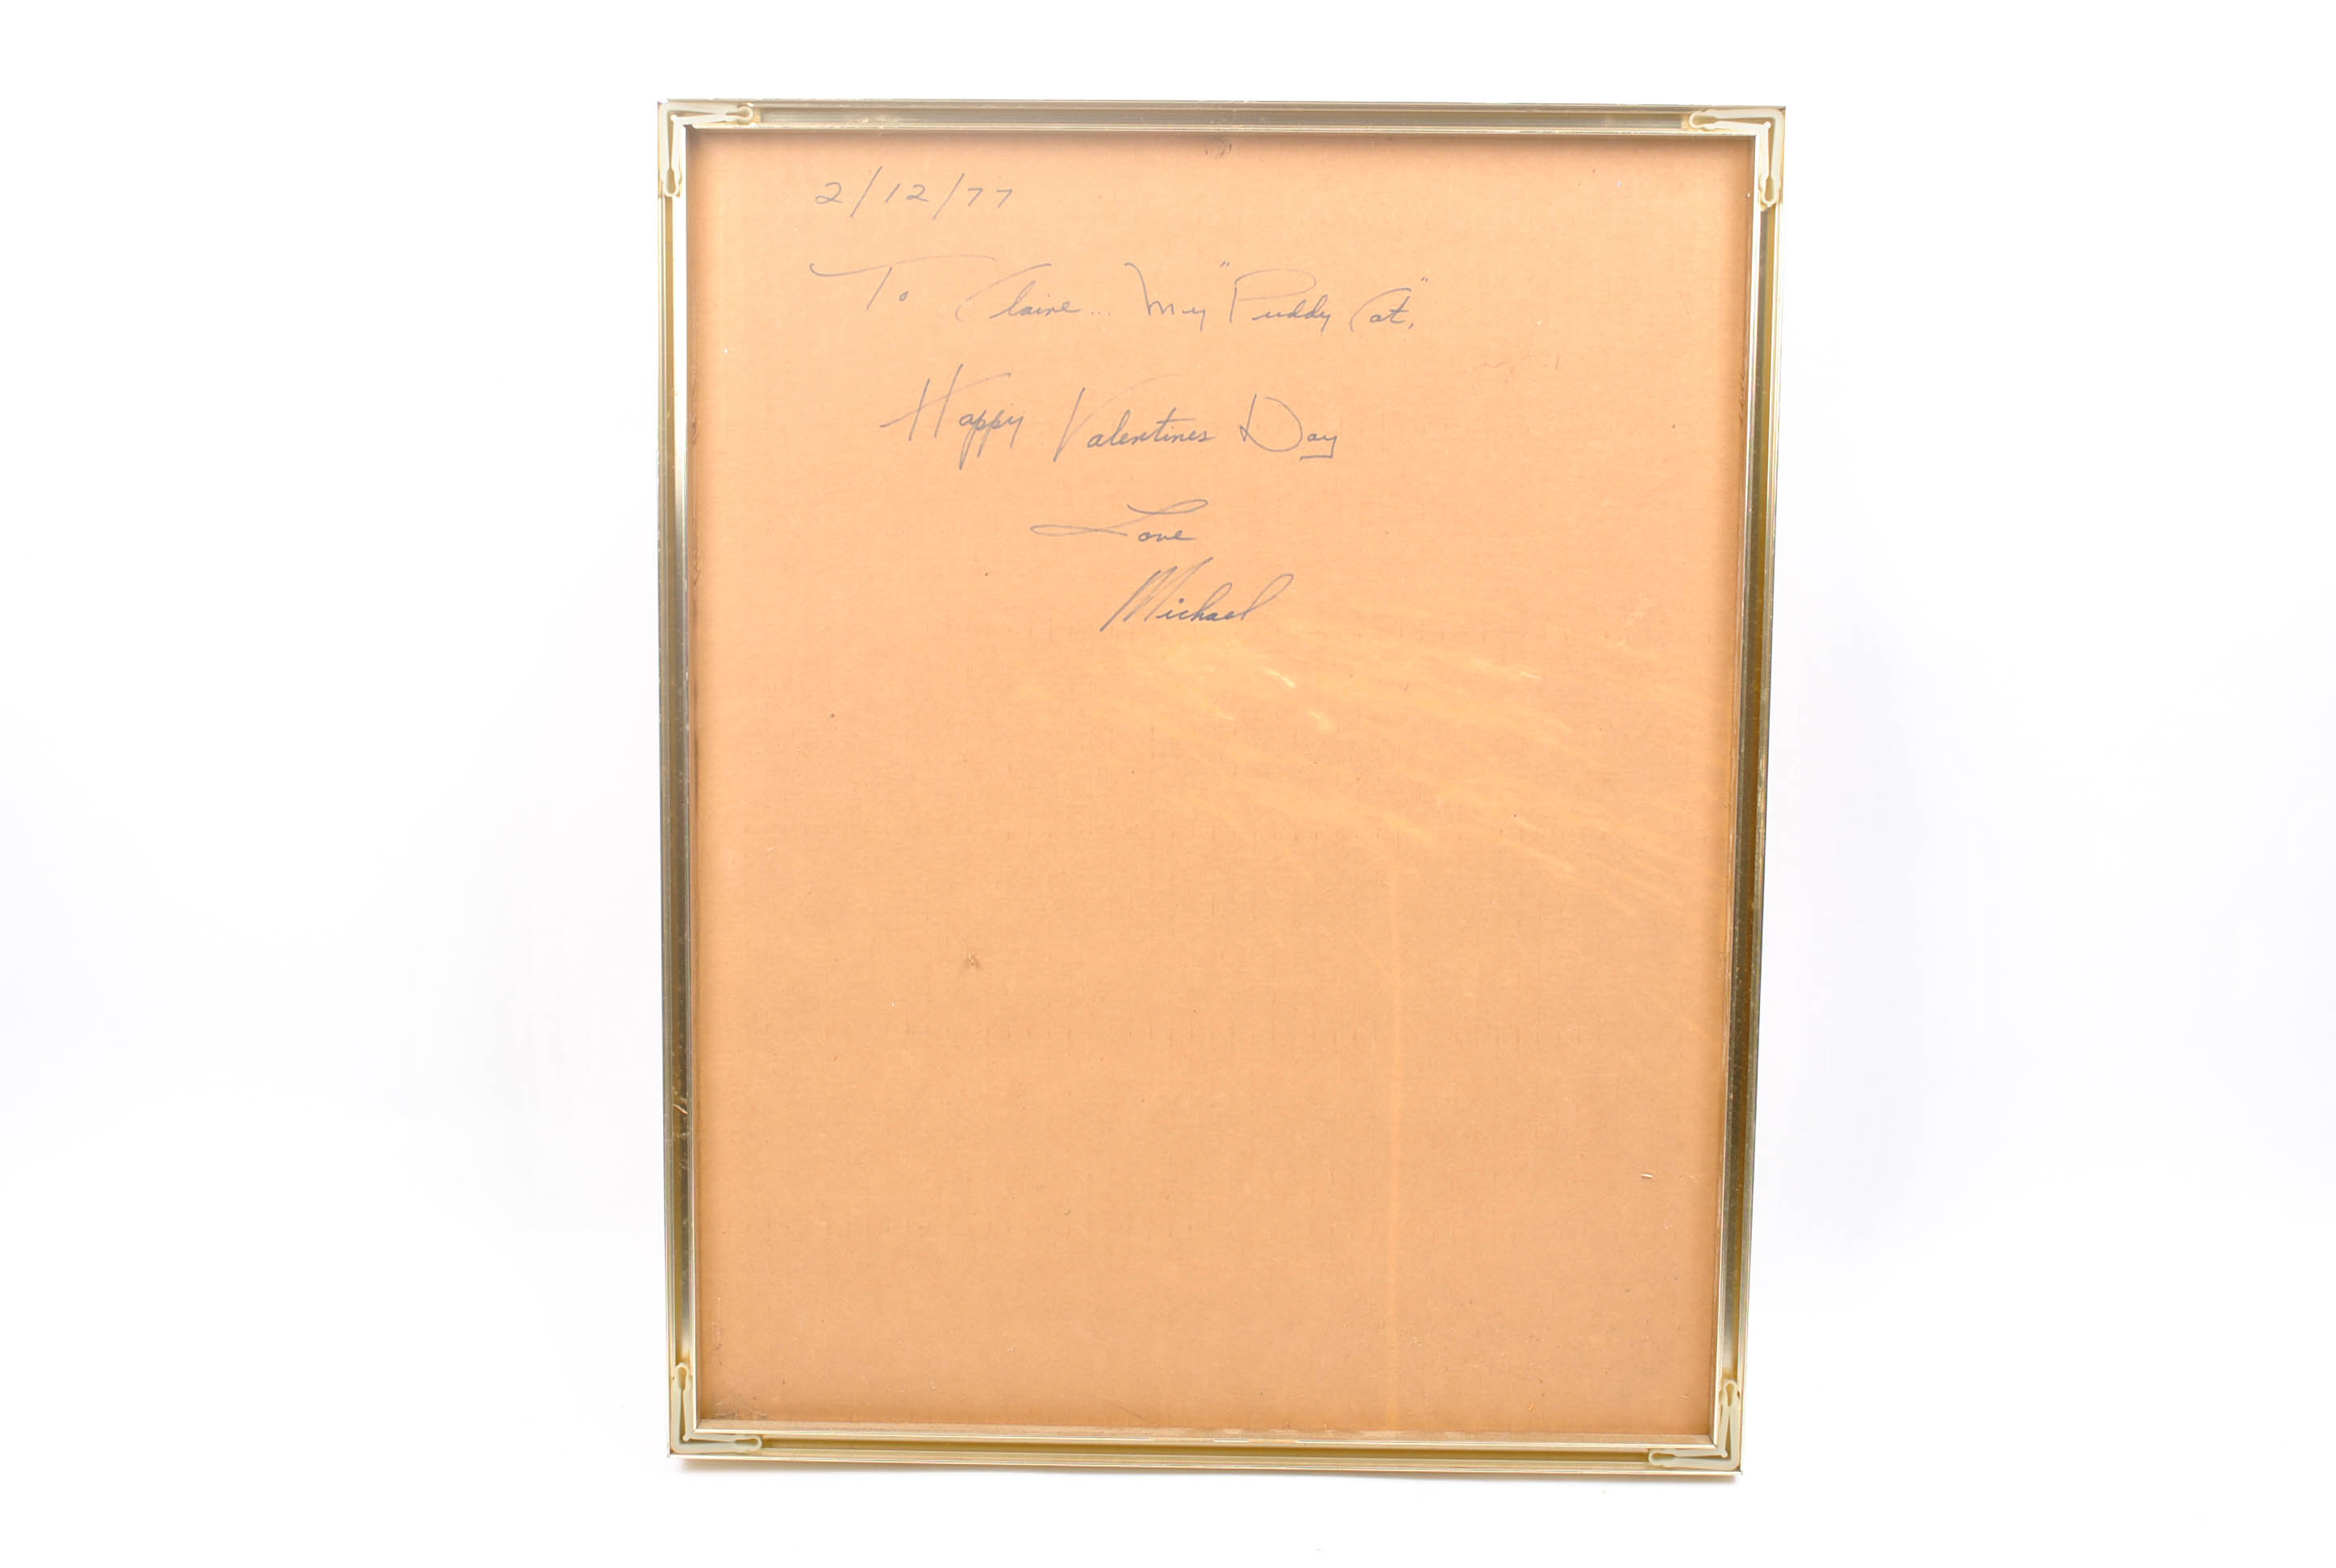 2/12/77
To Claire... My "Puddy Cat",
Happy Valentines Day
Love
Michael